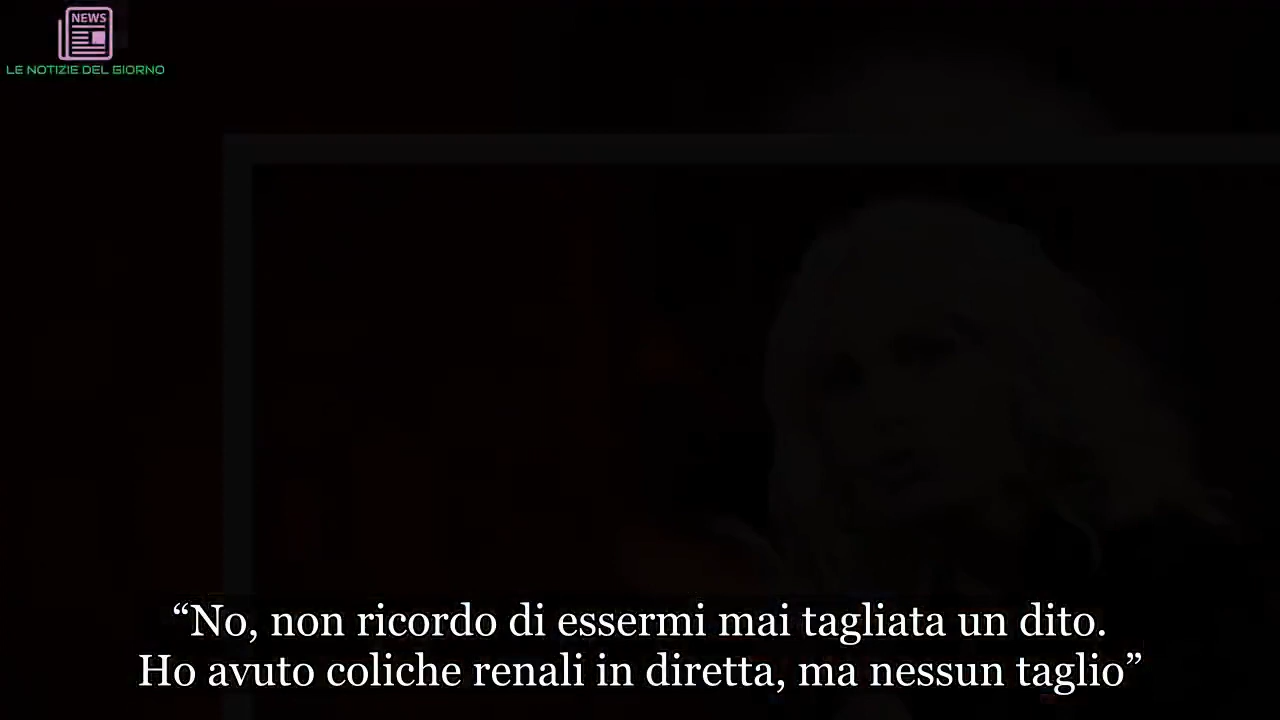 NEWS
LE NOTIZIE DEL GIORNO
“No, non ricordo di essermi mai tagliata un dito.
Ho avuto coliche renali in diretta, ma nessun taglio”